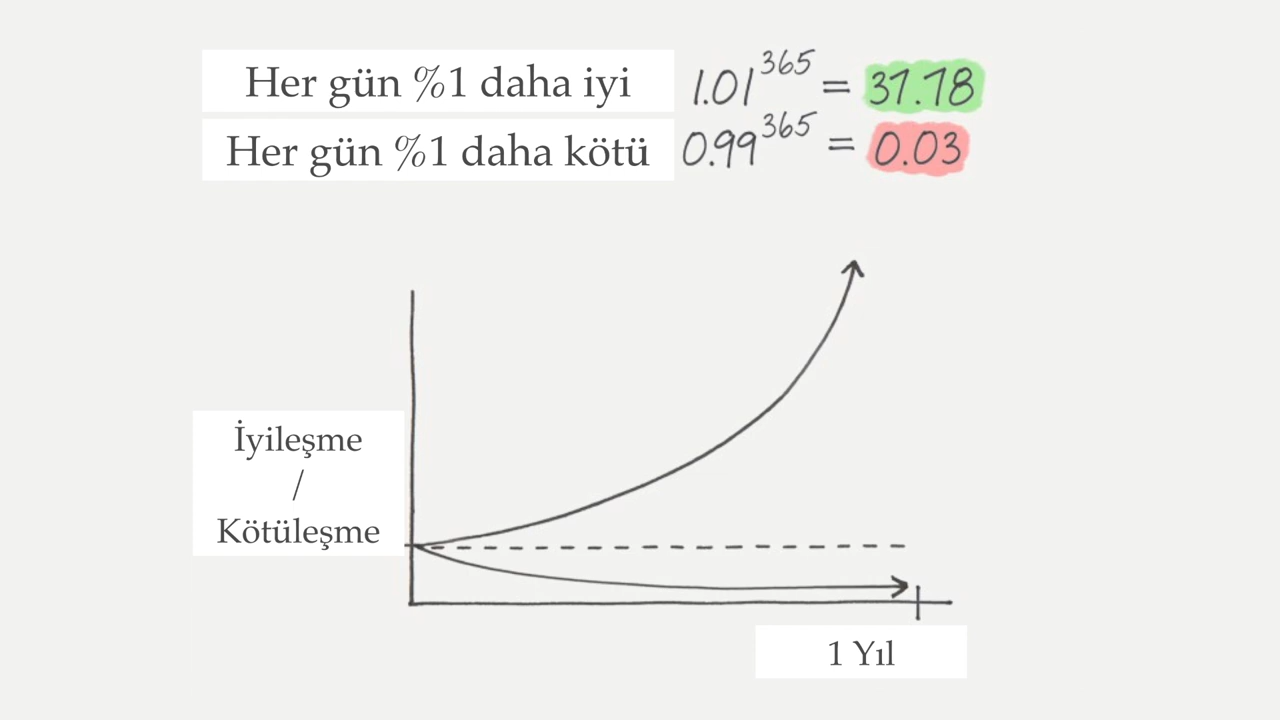 Her gün %1 daha iyi 1.01^365 = 37.78
Her gün %1 daha kötü 0.99^365 = 0.03
İyileşme
/
Kötüleşme
1 Yıl